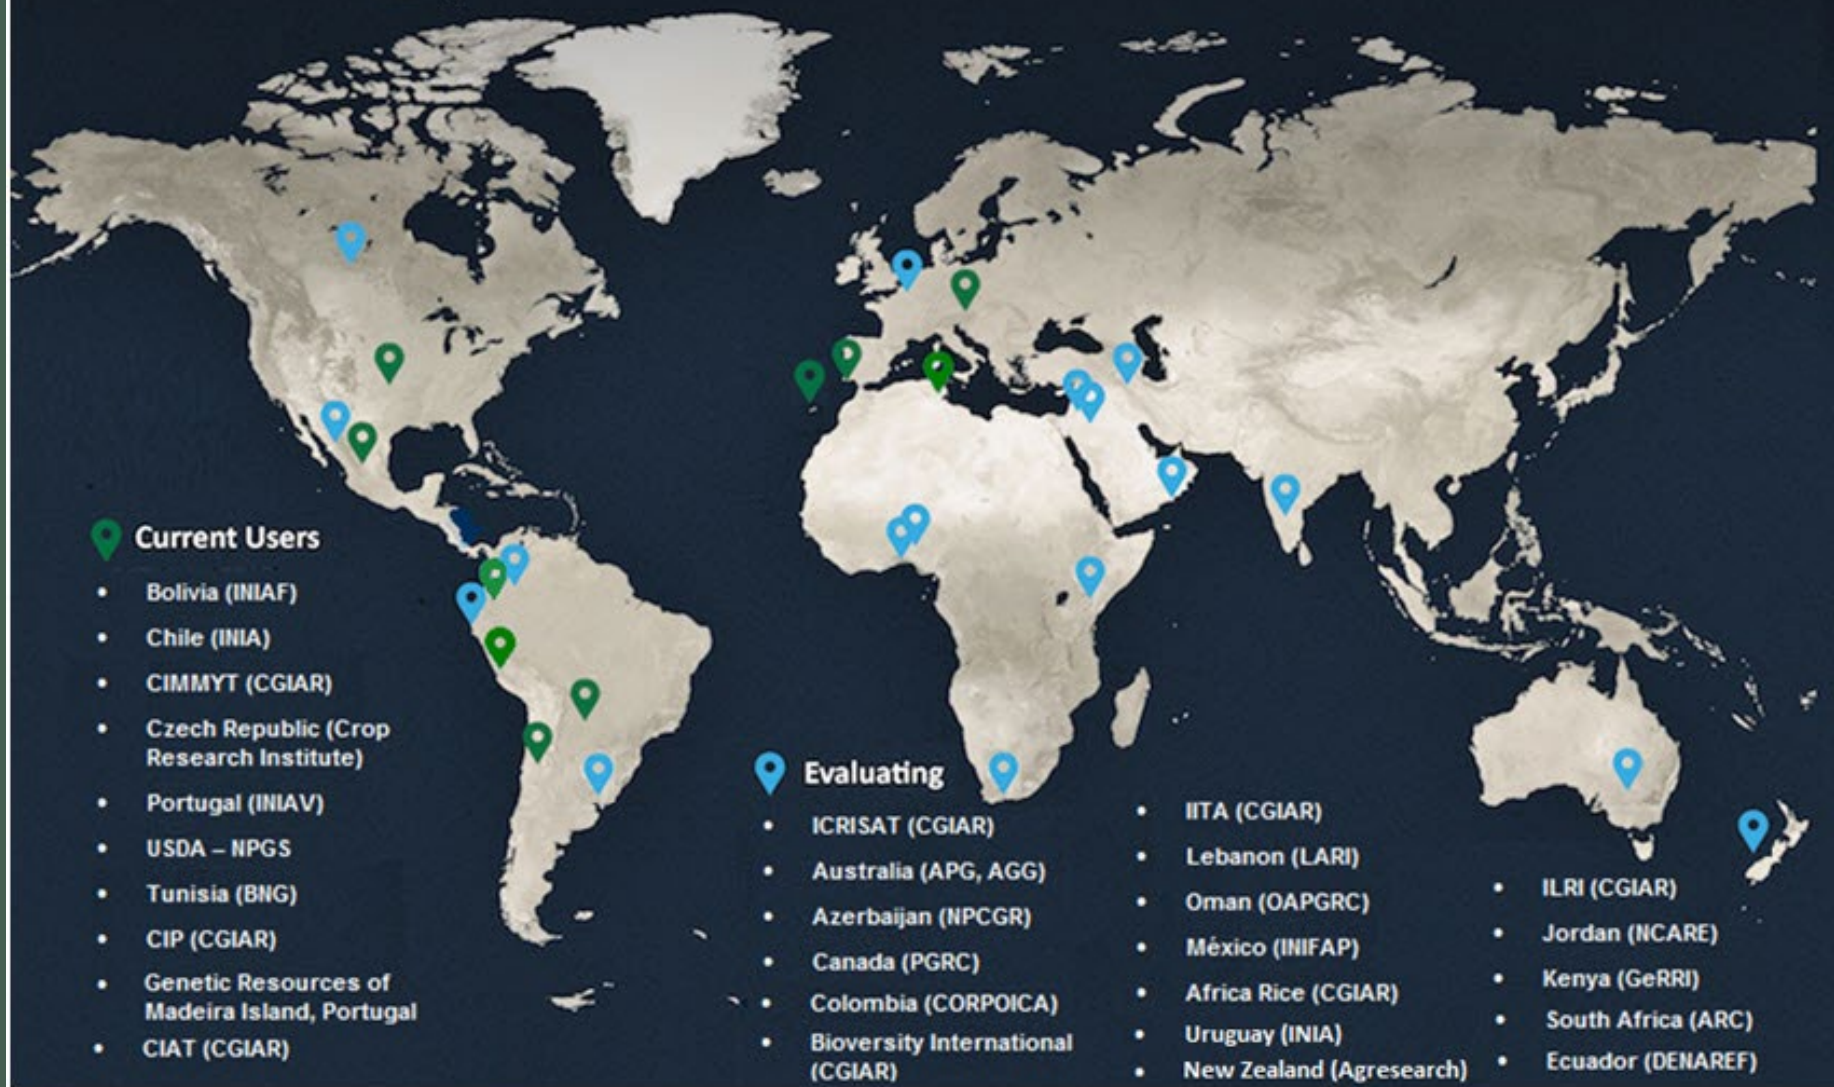 Current Users
• Bolivia (INIAF)
• Chile (INIA)
• CIMMYT (CGIAR)
• Czech Republic (Crop
Research Institute)
• Portugal (INIAV)
• USDA – NPGS
• Tunisia (BNG)
• CIP (CGIAR)
• Genetic Resources of
Madeira Island, Portugal
• CIAT (CGIAR)
Evaluating
• ICRISAT (CGIAR)
• Australia (APG, AGG)
• Azerbaijan (NPCGR)
• Canada (PGRC)
• Colombia (CORPOICA)
• Bioversity International
(CGIAR)
• IITA (CGIAR)
• Lebanon (LARI)
• Oman (OAPGRC)
• México (INIFAP)
• Africa Rice (CGIAR)
• Uruguay (INIA)
• New Zealand (Agresearch)
• ILRI (CGIAR)
• Jordan (NCARE)
• Kenya (GeRRI)
• South Africa (ARC)
• Ecuador (DENAREF)